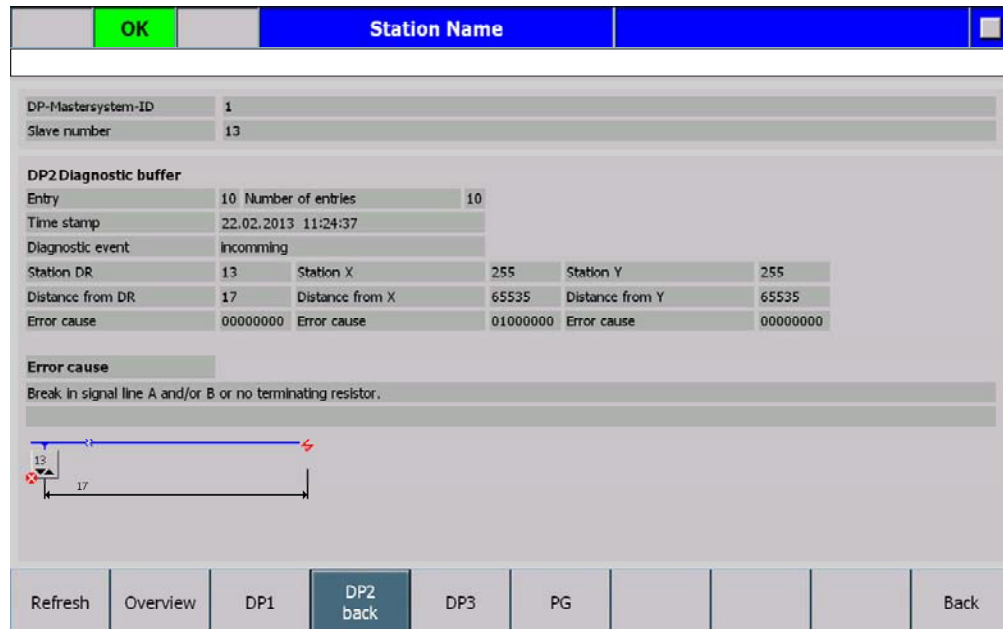 OK Station Name
DP-Mastersystem-ID 1
Slave number 13
DP2 Diagnostic buffer
Entry 10 Number of entries 10
Time stamp 22.02.2013 11:24:37
Diagnostic event incomming
Station DR 13 Station X 255 Station Y 255
Distance from DR 17 Distance from X 65535 Distance from Y 65535
Error cause 00000000 Error cause 01000000 Error cause 00000000
Error cause
Break in signal line A and/or B or no terminating resistor.
13
17
Refresh Overview DP1 DP2 back DP3 PG Back